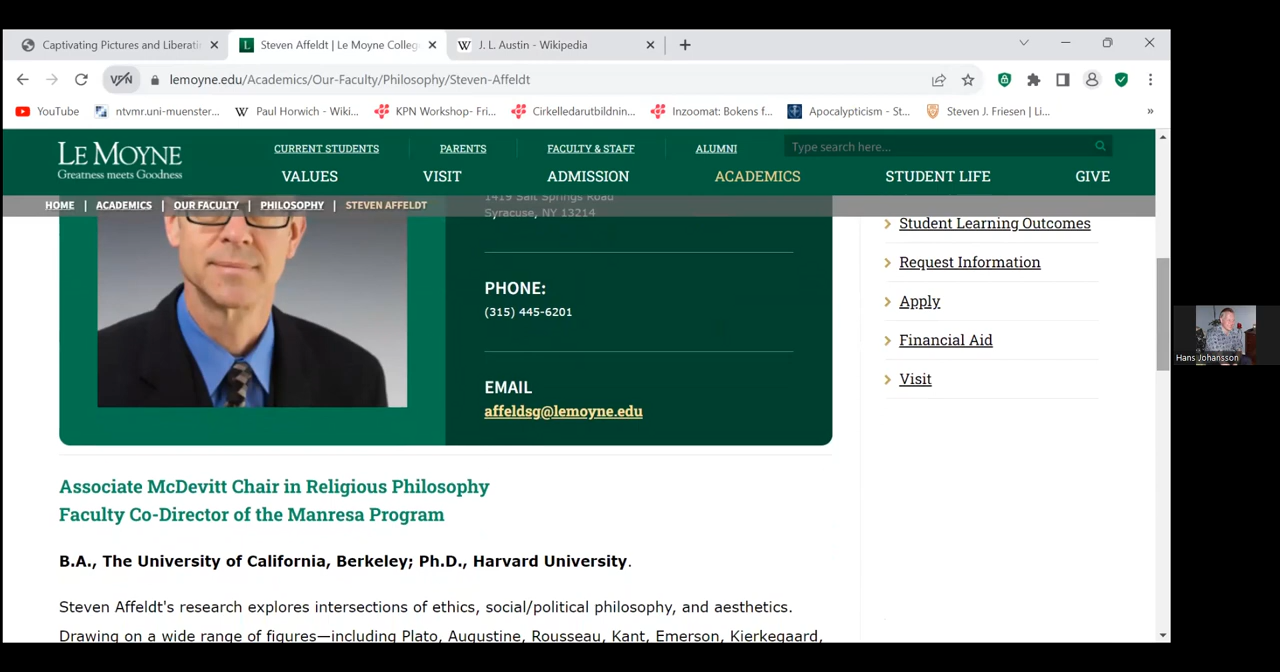 Captivating Pictures and Liberatin
Steven Affeldt | Le Moyne Colleg
J. L. Austin - Wikipedia
VPN
lemoyne.edu/Academics/Our-Faculty/Philosophy/Steven-Affeldt
YouTube
ntvmr.uni-muenster...
Paul Horwich - Wiki...
KPN Workshop- Fri...
Cirkelledarutbildnin...
Inzoomat: Bokens f...
Apocalypticism - St...
Steven J. Friesen | Li...
»
LE MOYNE
Greatness meets Goodness
CURRENT STUDENTS
PARENTS
FACULTY & STAFF
ALUMNI
Type search here...
VALUES
VISIT
ADMISSION
ACADEMICS
STUDENT LIFE
GIVE
HOME | ACADEMICS | OUR FACULTY | PHILOSOPHY | STEVEN AFFELDT
1419 Salt Springs Road
Syracuse, NY 13214
PHONE:
(315) 445-6201
EMAIL
affeldsg@lemoyne.edu
Student Learning Outcomes
Request Information
Apply
Financial Aid
Visit
Hans Johansson
Associate McDevitt Chair in Religious Philosophy
Faculty Co-Director of the Manresa Program
B.A., The University of California, Berkeley; Ph.D., Harvard University.
Steven Affeldt's research explores intersections of ethics, social/political philosophy, and aesthetics.
Drawing on a wide range of figures—including Plato, Augustine, Rousseau, Kant, Emerson, Kierkegaard,